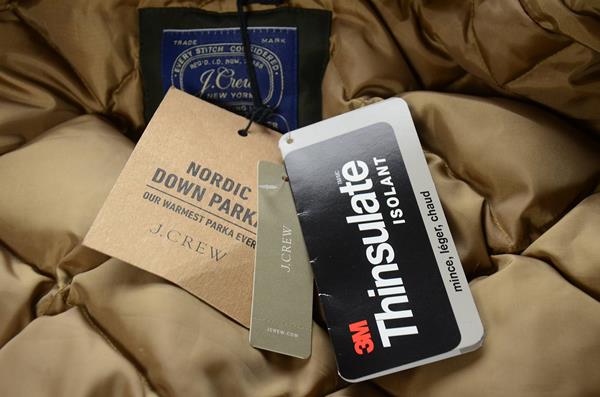 TRADE MARK
EVERY STITCH CONSIDERED
J.Crew
NEW YORK
NORDIC
DOWN PARKA
OUR WARMEST PARKA EVER
J.CREW
J.CREW
JCREW.COM
3M
Thinsulate
ISOLANT
mince, léger, chaud